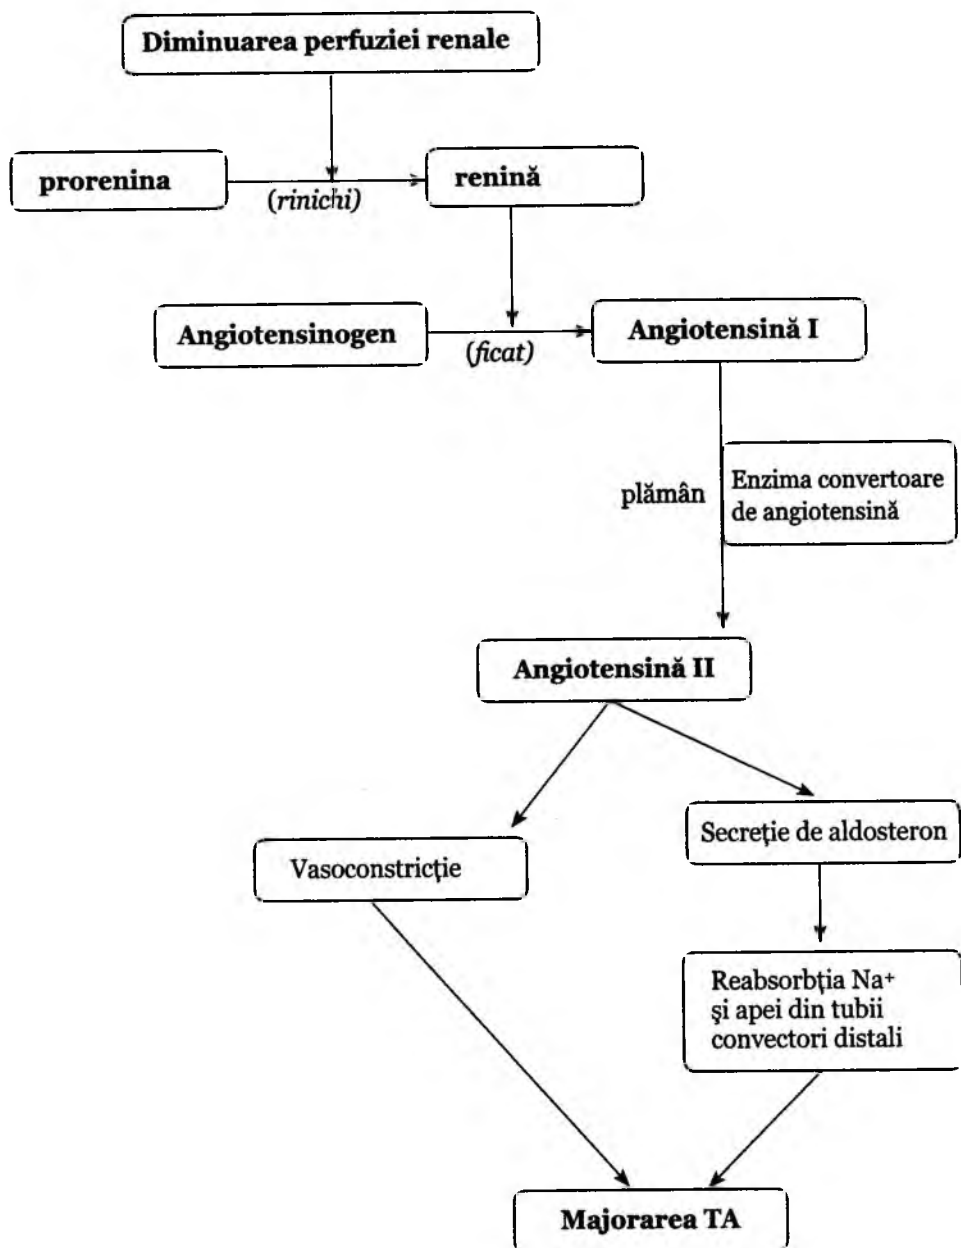 Diminuarea perfuziei renale
prorenina
(rinichi)
renină
Angiotensinogen
(ficat)
Angiotensină I
plămân
Enzima convertoare
de angiotensină
Angiotensină II
Vasoconstricţie
Secreţie de aldosteron
Reabsorbţia Na⁺
şi apei din tubii
convectori distali
Majorarea TA